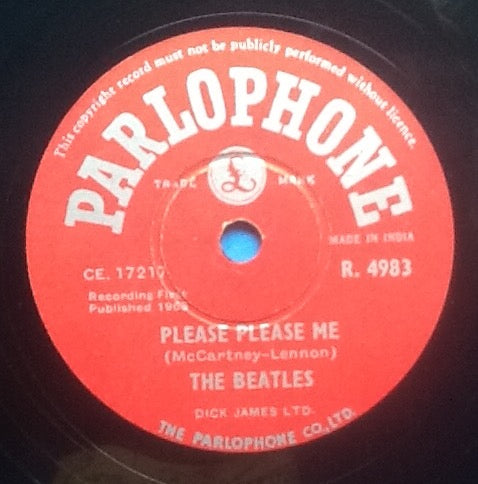 This copyright record must not be publicly performed without licence.
PARLOPHONE
TRADE MARK
£
MADE IN INDIA
CE. 17217
R. 4983
Recording First
Published
PLEASE PLEASE ME
(McCartney-Lennon)
THE BEATLES
DICK JAMES LTD.
THE PARLOPHONE CO., LTD.